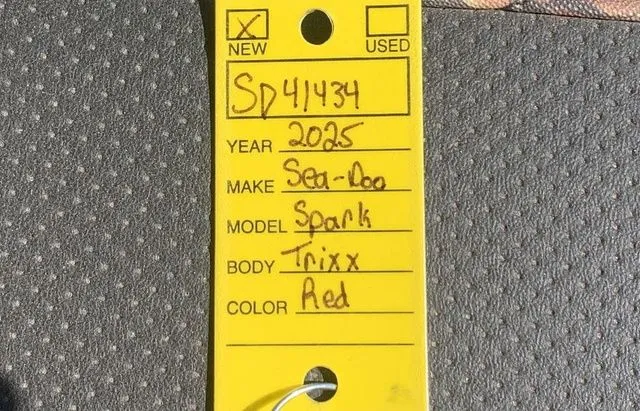 X
NEW USED
SD41434
YEAR 2025
MAKE Sea-Doo
MODEL Spark
BODY Trixx
COLOR Red